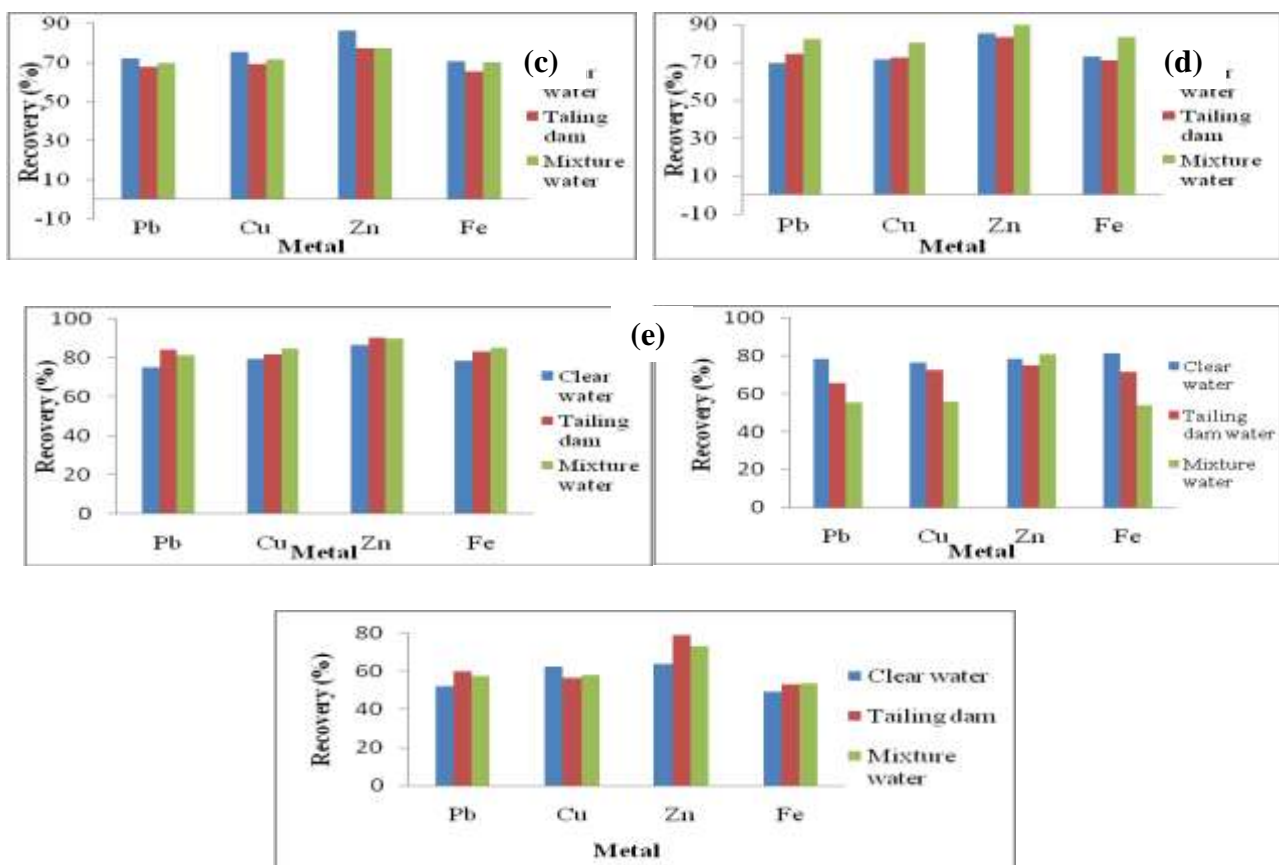 90
70
50
30
10
-10
Recovery (%)
Pb Cu Zn Fe
Metal
(c)
water
Taling
dam
Mixture
water
90
70
50
30
10
-10
Recovery (%)
Pb Cu Zn Fe
Metal
(d)
water
Tailing
dam
Mixture
water
100
80
60
40
20
0
Recovery (%)
Pb Cu Zn Fe
Metal
Clear
water
Tailing
dam
Mixture
water
(e)
100
80
60
40
20
0
Recovery (%)
Pb Cu Zn Fe
Metal
Clear
water
Tailing
dam water
Mixture
water
80
60
40
20
0
Recovery (%)
Pb Cu Zn Fe
Metal
Clear water
Tailing dam
Mixture
water